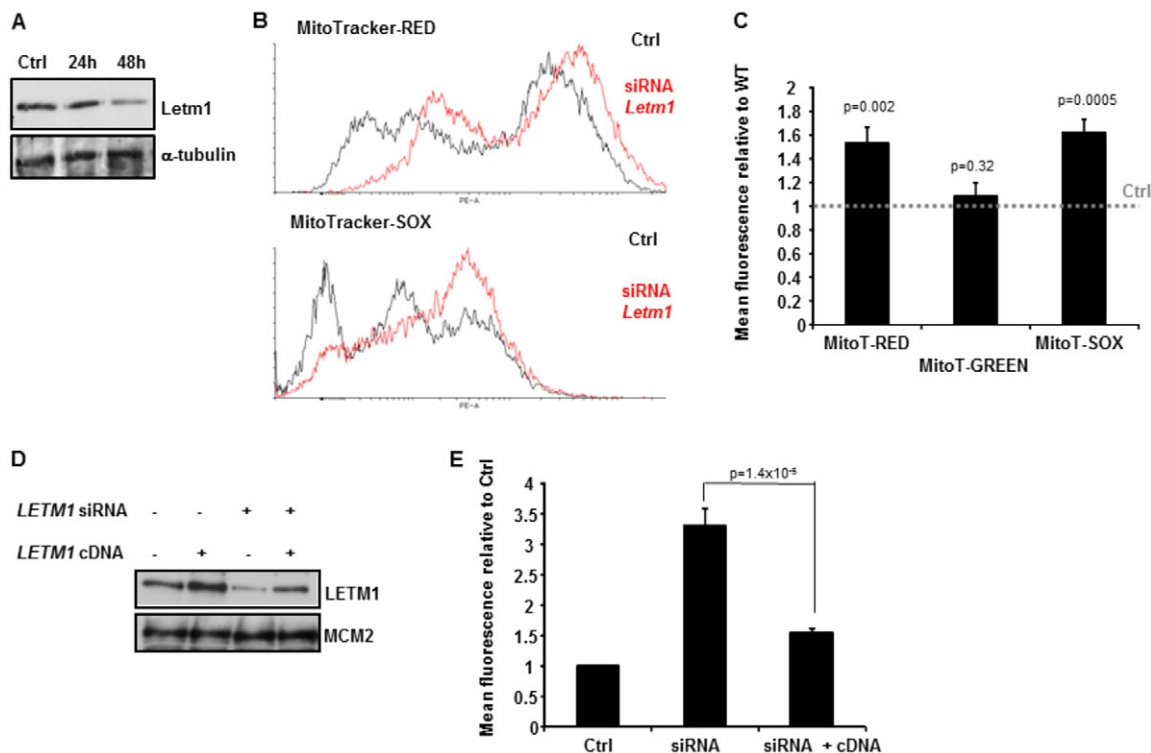 A
Ctrl 24h 48h
Letm1
α-tubulin
B
MitoTracker-RED
Ctrl
siRNA
Letm1
PE-A
MitoTracker-SOX
Ctrl
siRNA
Letm1
PE-A
C
Mean fluorescence relative to WT
2
1.8
1.6
1.4
1.2
1
0.8
0.6
0.4
0.2
0
p=0.002
p=0.32
p=0.0005
Ctrl
MitoT-RED
MitoT-GREEN
MitoT-SOX
D
LETM1 siRNA - - + +
LETM1 cDNA - + - +
LETM1
MCM2
E
Mean fluorescence relative to Ctrl
4
3.5
3
2.5
2
1.5
1
0.5
0
p=1.4x10⁻⁵
Ctrl siRNA siRNA + cDNA